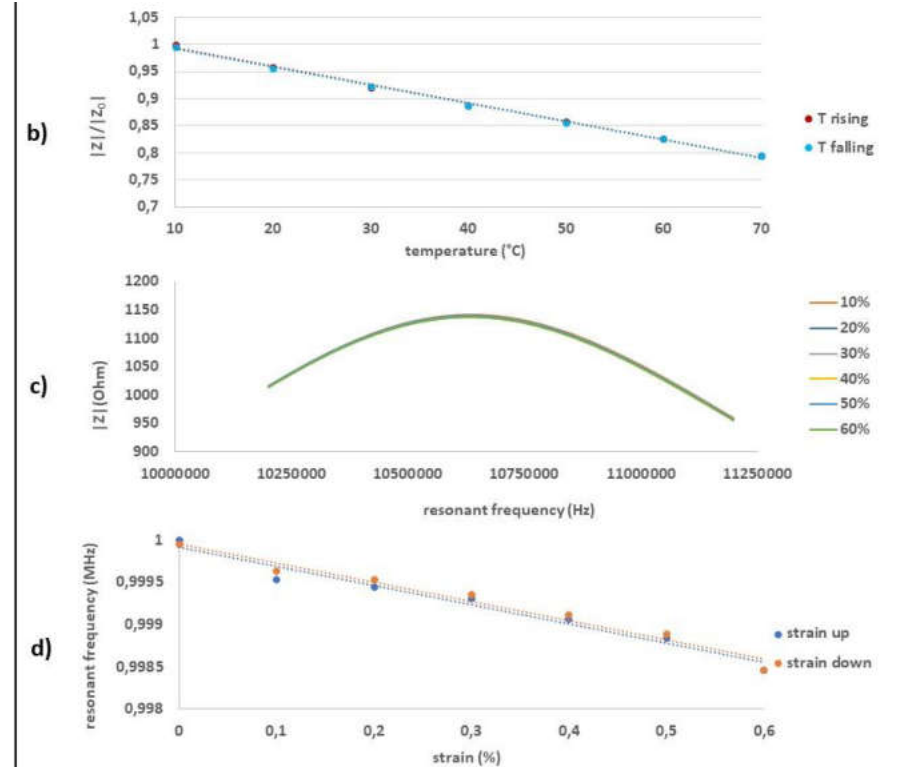 b)
|Z|/|Z₀|
1,05
1
0,95
0,9
0,85
0,8
0,75
0,7
10 20 30 40 50 60 70
temperature (°C)
T rising
T falling
c)
|Z| (Ohm)
1200
1150
1100
1050
1000
950
900
10000000 10250000 10500000 10750000 11000000 11250000
resonant frequency (Hz)
10%
20%
30%
40%
50%
60%
d)
resonant frequency (MHz)
1
0,9995
0,999
0,9985
0,998
0 0,1 0,2 0,3 0,4 0,5 0,6
strain (%)
strain up
strain down